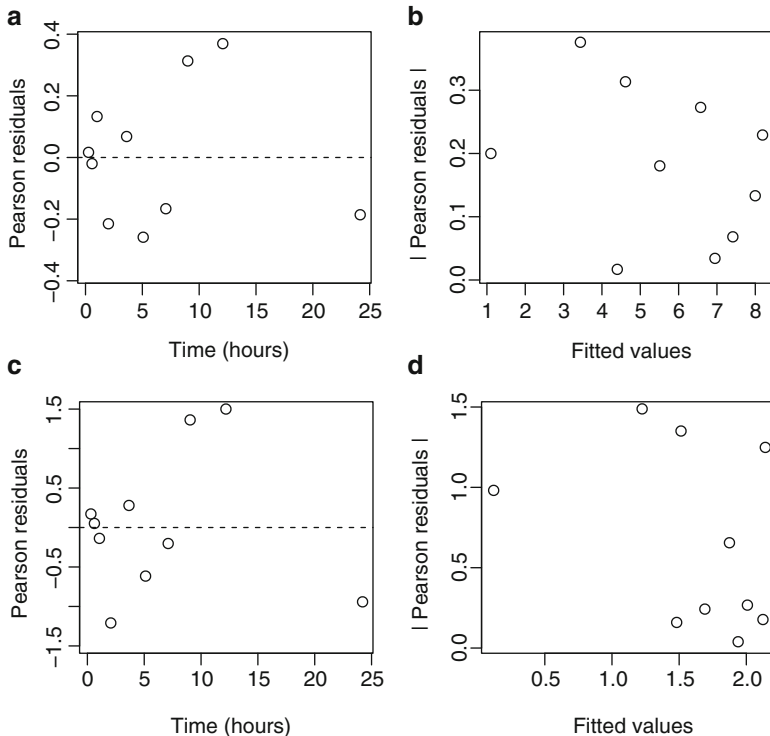 a
0.4
0.2
0.0
−0.2
−0.4
Pearson residuals
0 5 10 15 20 25
Time (hours)
b
0.3
0.2
0.1
0.0
| Pearson residuals |
1 2 3 4 5 6 7 8
Fitted values
c
1.5
0.5
−0.5
−1.5
Pearson residuals
0 5 10 15 20 25
Time (hours)
d
1.5
1.0
0.5
0.0
| Pearson residuals |
0.5 1.0 1.5 2.0
Fitted values